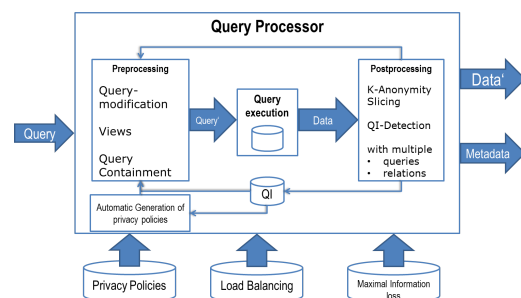 Query Processor
Query
Preprocessing
Query-
modification
Views
Query
Containment
Query'
Query
execution
Data
Postprocessing
K-Anonymity
Slicing
QI-Detection
with multiple
• queries
• relations
Data'
Metadata
QI
Automatic Generation of
privacy policies
Privacy Policies
Load Balancing
Maximal Information
loss